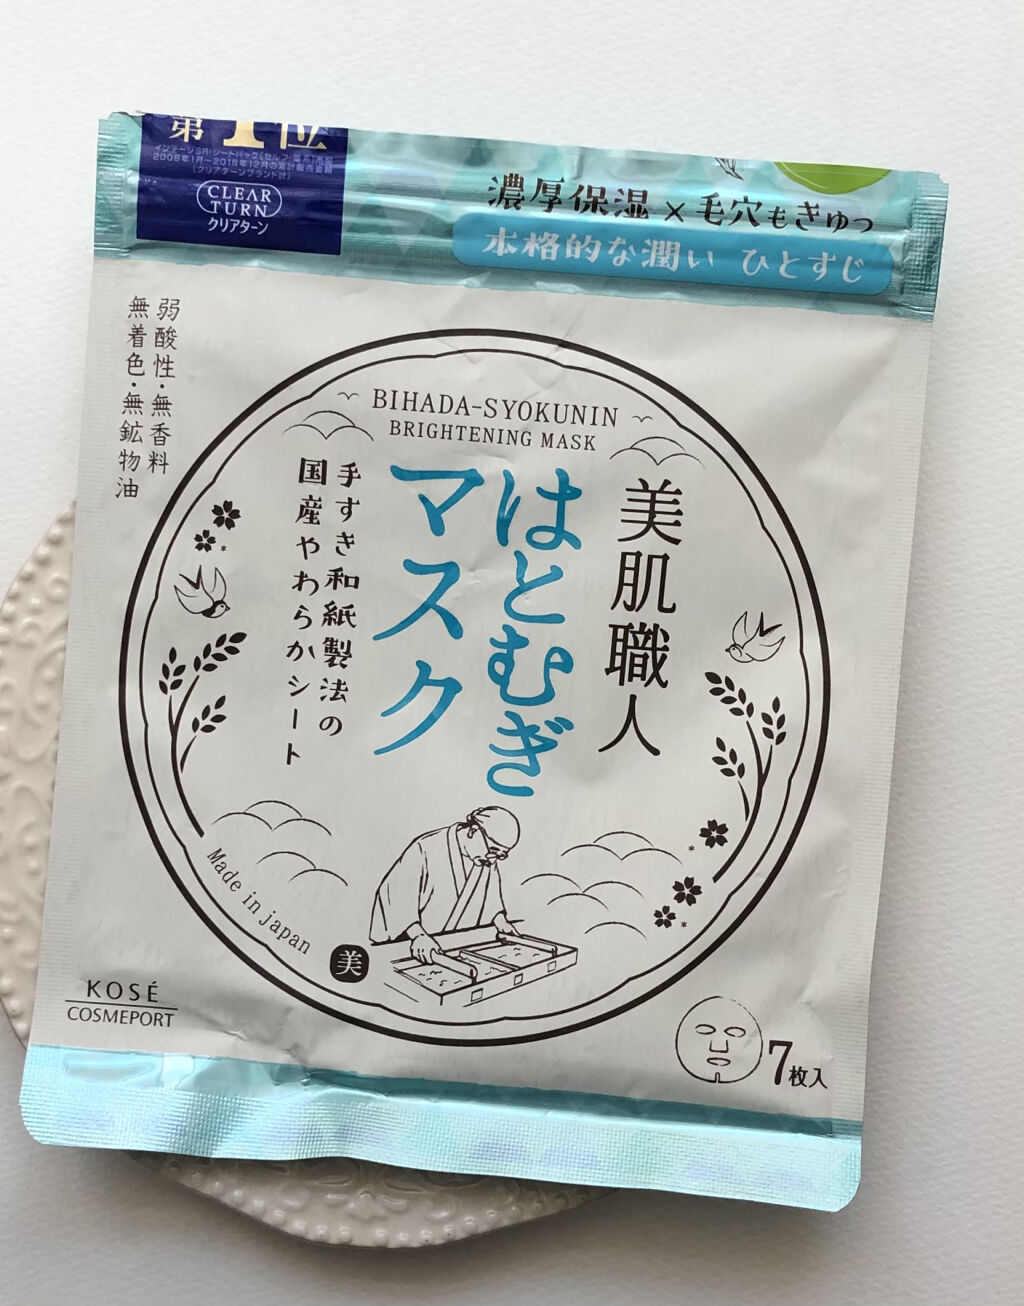 第1位
CLEAR
TURN
クリアターン
濃厚保湿×毛穴もぎゅっ
本格的な潤い ひとすじ
弱酸性・無香料
無着色・無鉱物油
BIHADA-SYOKUNIN
BRIGHTENING MASK
美肌職人
はとむぎ
マスク
手すき和紙製法の
国産やわらかシート
Made in japan
美
KOSÉ
COSMEPORT
7枚入